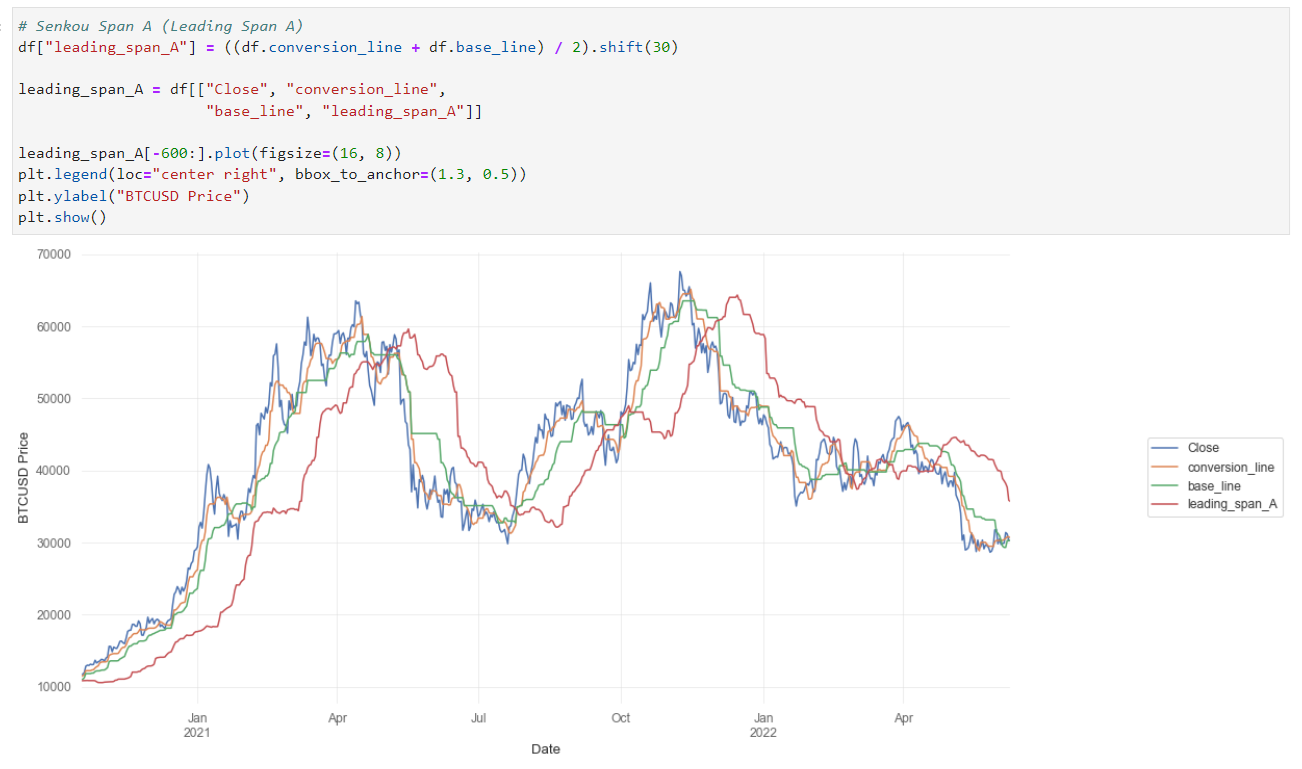 # Senkou Span A (Leading Span A)
df["leading_span_A"] = ((df.conversion_line + df.base_line) / 2).shift(30)
leading_span_A = df[["Close", "conversion_line",
"base_line", "leading_span_A"]]
leading_span_A[-600:].plot(figsize=(16, 8))
plt.legend(loc="center right", bbox_to_anchor=(1.3, 0.5))
plt.ylabel("BTCUSD Price")
plt.show()
70000
60000
50000
40000
30000
20000
10000
BTCUSD Price
Jan
2021
Apr
Jul
Oct
Jan
2022
Apr
Date
Close
conversion_line
base_line
leading_span_A